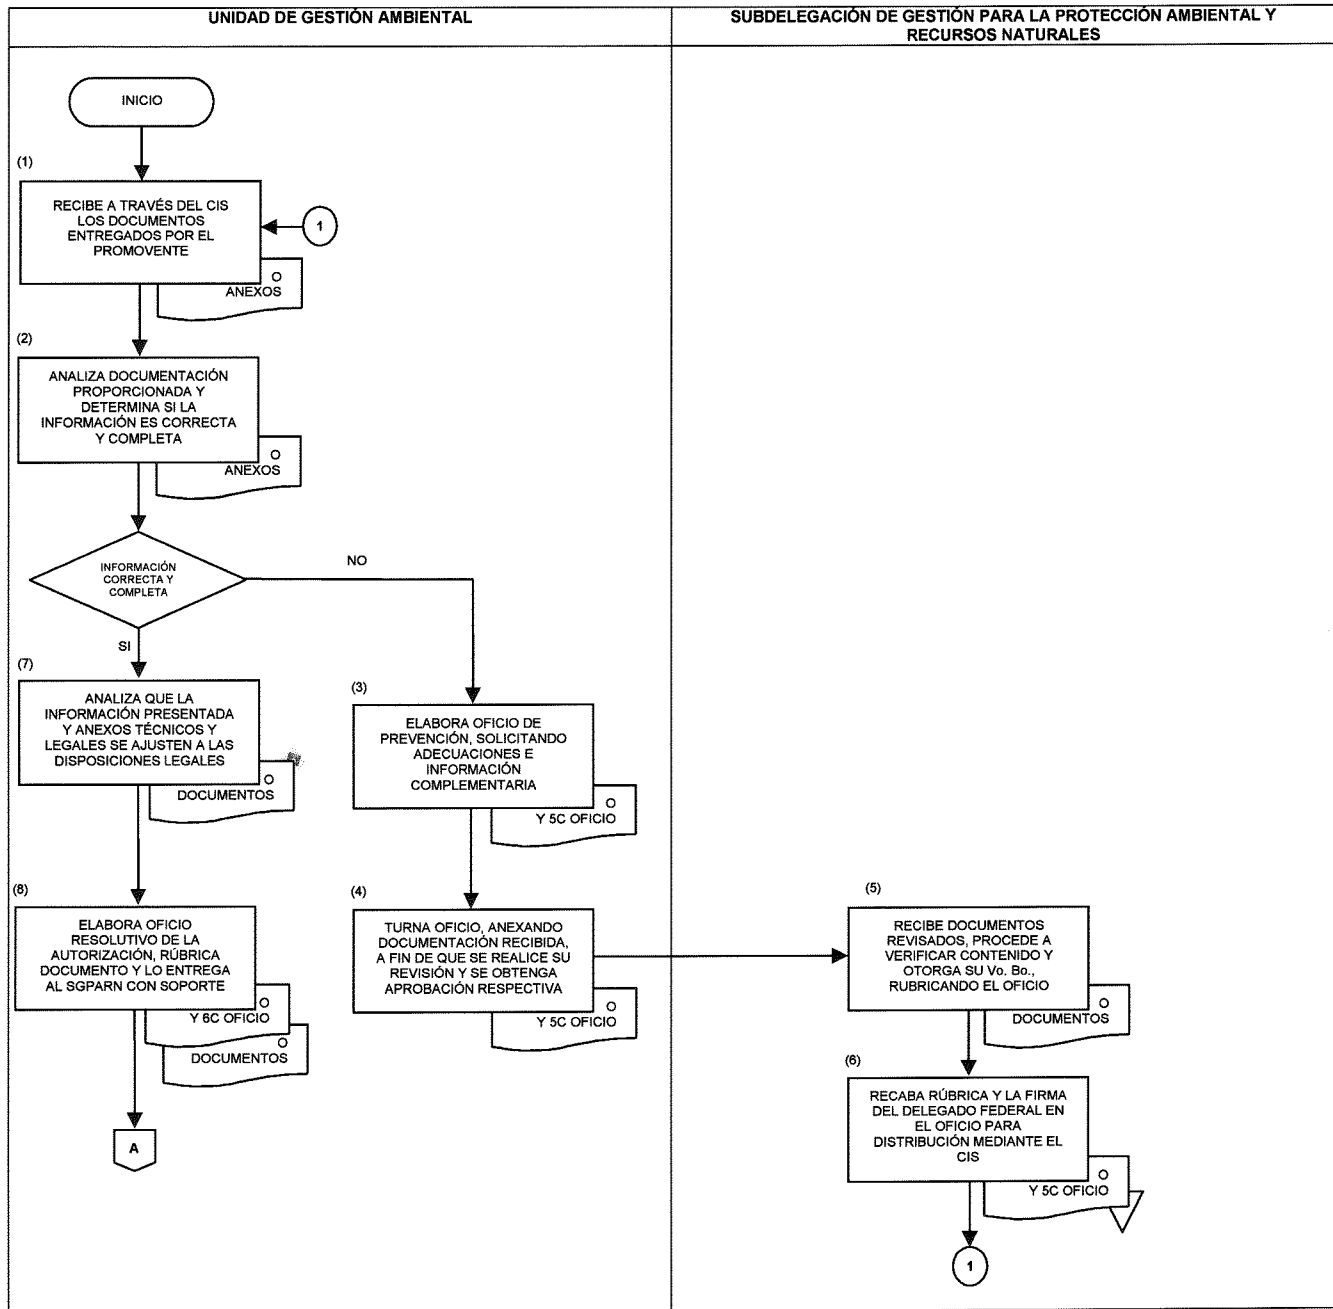 UNIDAD DE GESTIÓN AMBIENTAL
SUBDELEGACIÓN DE GESTIÓN PARA LA PROTECCIÓN AMBIENTAL Y
RECURSOS NATURALES
INICIO
(1)
RECIBE A TRAVÉS DEL CIS
LOS DOCUMENTOS
ENTREGADOS POR EL
PROMOVENTE
1
O
ANEXOS
(2)
ANALIZA DOCUMENTACIÓN
PROPORCIONADA Y
DETERMINA SI LA
INFORMACIÓN ES CORRECTA
Y COMPLETA
O
ANEXOS
INFORMACIÓN
CORRECTA Y
COMPLETA
NO
SI
(7)
ANALIZA QUE LA
INFORMACIÓN PRESENTADA
Y ANEXOS TÉCNICOS Y
LEGALES SE AJUSTEN A LAS
DISPOSICIONES LEGALES
O
DOCUMENTOS
(3)
ELABORA OFICIO DE
PREVENCIÓN, SOLICITANDO
ADECUACIONES E
INFORMACIÓN
COMPLEMENTARIA
O
Y 5C OFICIO
(8)
ELABORA OFICIO
RESOLUTIVO DE LA
AUTORIZACIÓN, RÚBRICA
DOCUMENTO Y LO ENTREGA
AL SGPARN CON SOPORTE
O
Y 6C OFICIO
O
DOCUMENTOS
A
(4)
TURNA OFICIO, ANEXANDO
DOCUMENTACIÓN RECIBIDA,
A FIN DE QUE SE REALICE SU
REVISIÓN Y SE OBTENGA
APROBACIÓN RESPECTIVA
O
Y 5C OFICIO
(5)
RECIBE DOCUMENTOS
REVISADOS, PROCEDE A
VERIFICAR CONTENIDO Y
OTORGA SU Vo. Bo.,
RUBRICANDO EL OFICIO
O
DOCUMENTOS
(6)
RECABA RÚBRICA Y LA FIRMA
DEL DELEGADO FEDERAL EN
EL OFICIO PARA
DISTRIBUCIÓN MEDIANTE EL
CIS
O
Y 5C OFICIO
1